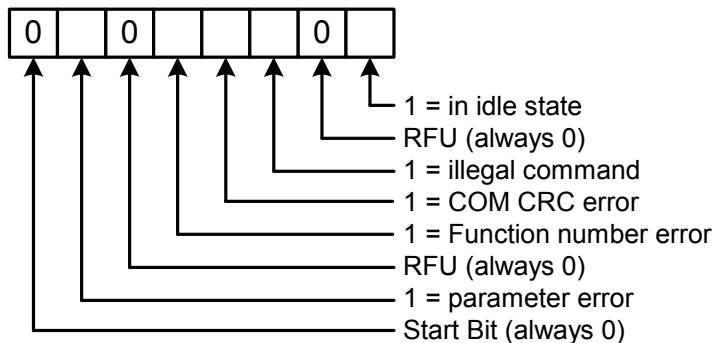 0 0 0
1 = in idle state
RFU (always 0)
1 = illegal command
1 = COM CRC error
1 = Function number error
RFU (always 0)
1 = parameter error
Start Bit (always 0)